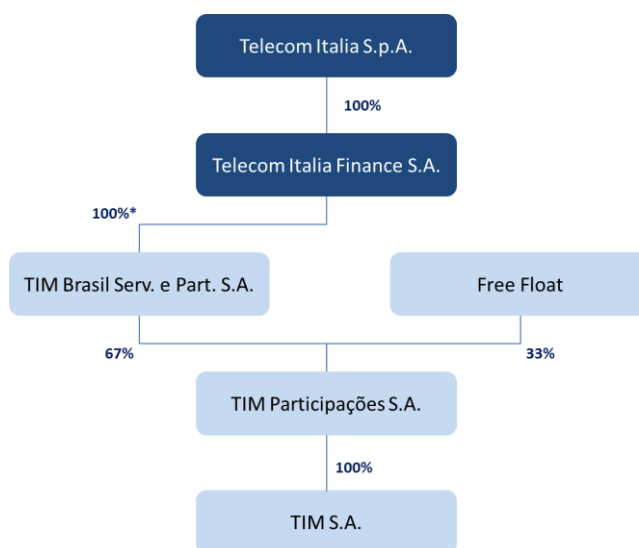 Telecom Italia S.p.A.
100%
Telecom Italia Finance S.A.
100%*
TIM Brasil Serv. e Part. S.A.
Free Float
67%
33%
TIM Participações S.A.
100%
TIM S.A.